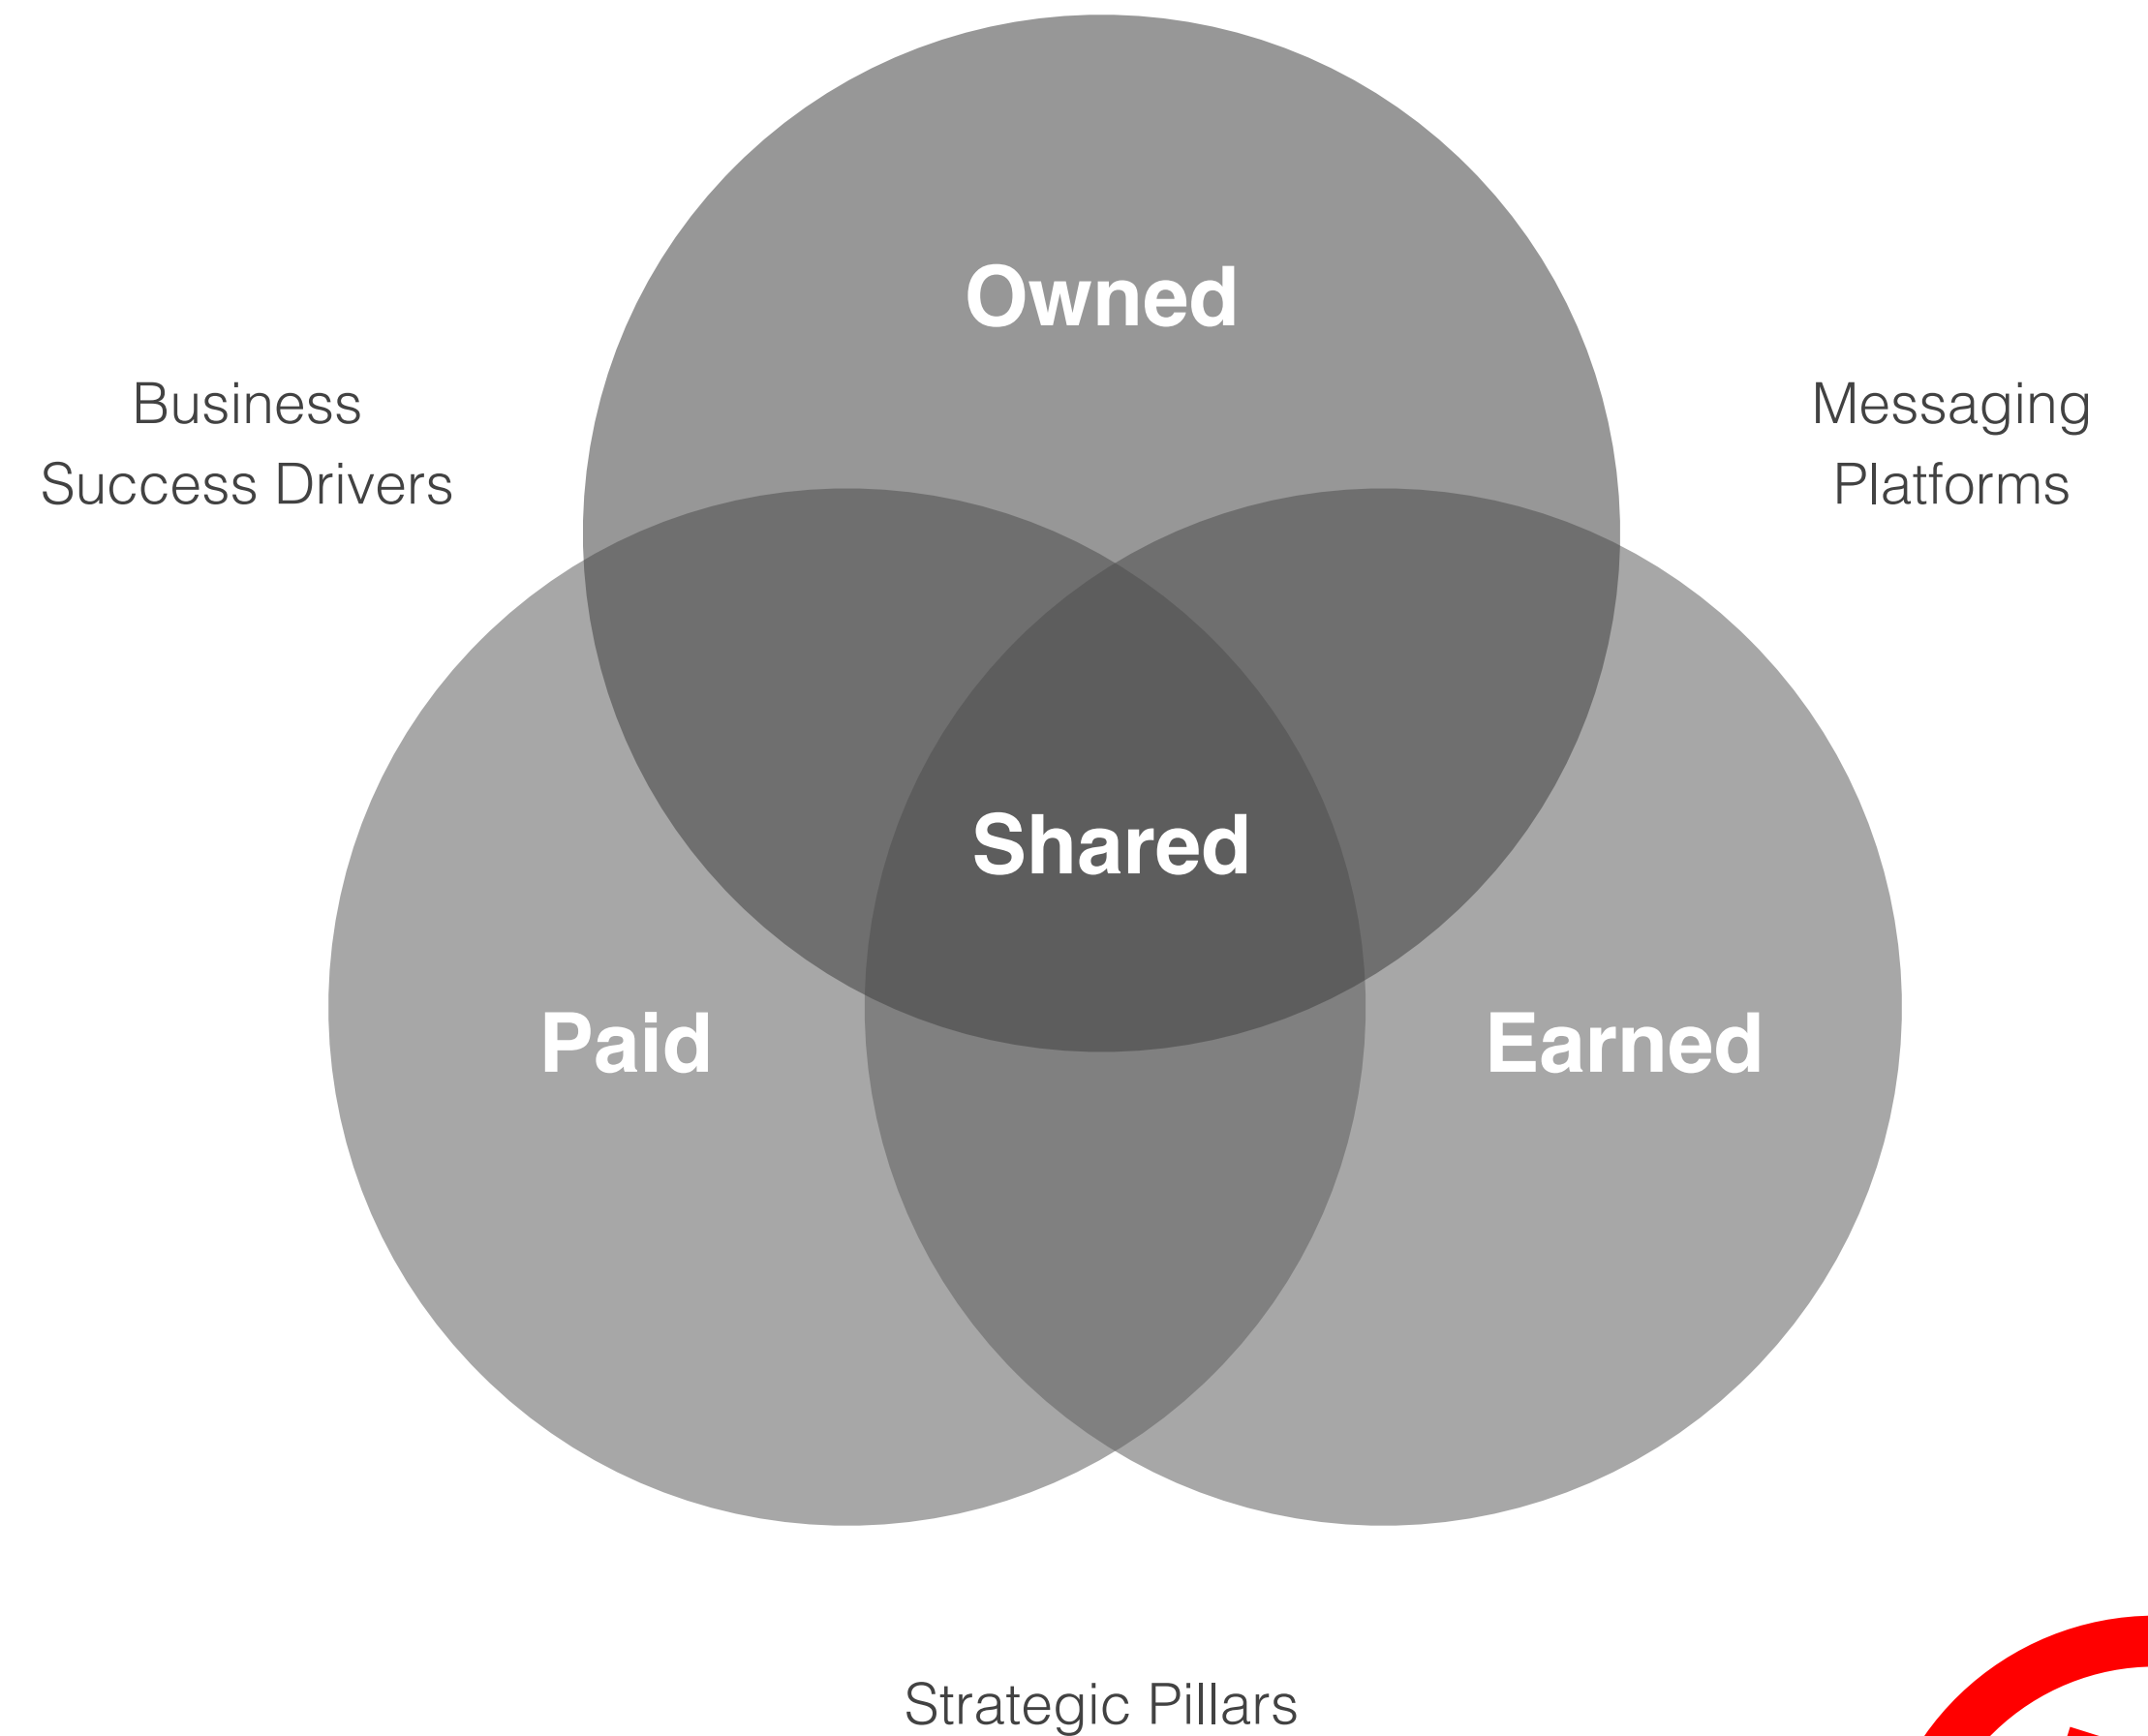 Owned
Business
Success Drivers
Messaging
Platforms
Shared
Paid
Earned
Strategic Pillars